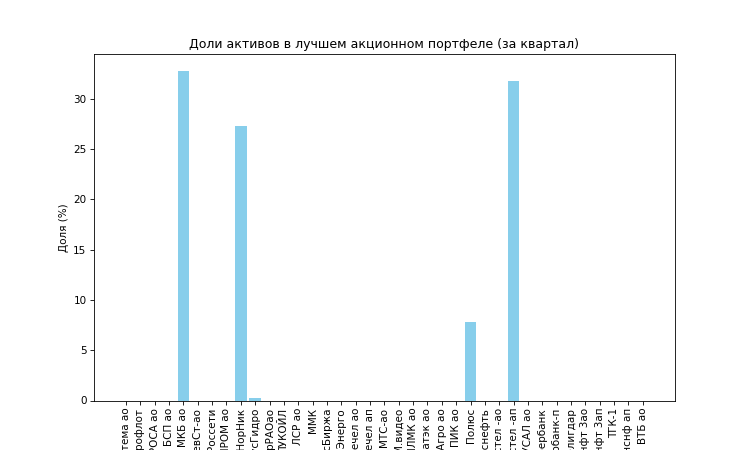 Доли активов в лучшем акционном портфеле (за квартал)
Доля (%)
30
25
20
15
10
5
0
тема ао
рофлот
РОСА ао
БСП ао
МКБ ао
евСт-ао
Россети
ПРОМ ао
НорНик
сГидро
рРАОао
ЛУКОЙЛ
ЛСР ао
ММК
сБиржа
Энерго
ечел ао
ечел ап
МТС-ао
М.видео
ЛМК ао
атэк ао
Агро ао
ПИК ао
Полюс
снефть
стел -ао
стел -ап
УСАЛ ао
ербанк
рбанк-п
лигдар
нфт 3ао
нфт 3ап
ТГК-1
нснф ап
ВТБ ао